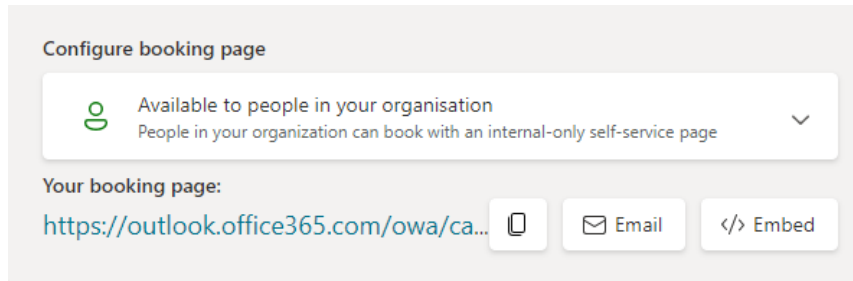 Configure booking page
Available to people in your organisation
People in your organization can book with an internal-only self-service page
Your booking page:
https://outlook.office365.com/owa/ca... Email </> Embed